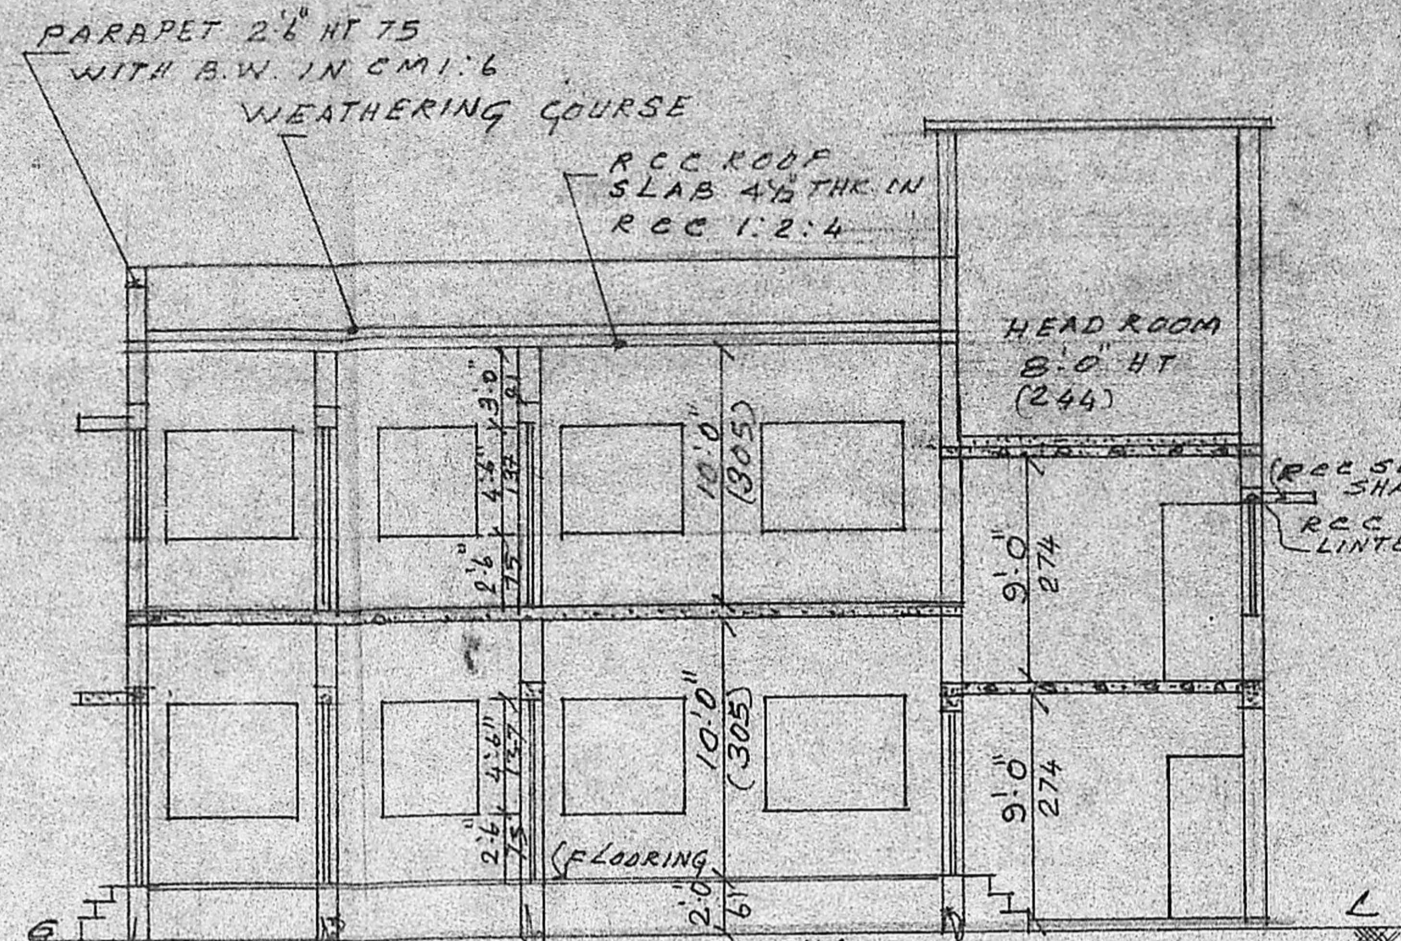 PARAPET 2'6" HT 75
WITH B.W. IN CM 1:6
WEATHERING COURSE
RCC ROOF
SLAB 4½" THK IN
RCC 1:2:4
HEAD ROOM
8'-0" HT
(244)
3'-0"
91
4'-6"
137
2'-6"
75
10'-0"
(305)
9'-0"
274
RCC
SHA
RCC
LINTE
4'-6"
137
2'-6"
75
10'-0"
(305)
9'-0"
274
(FLOORING
2'-0"
61
G
L